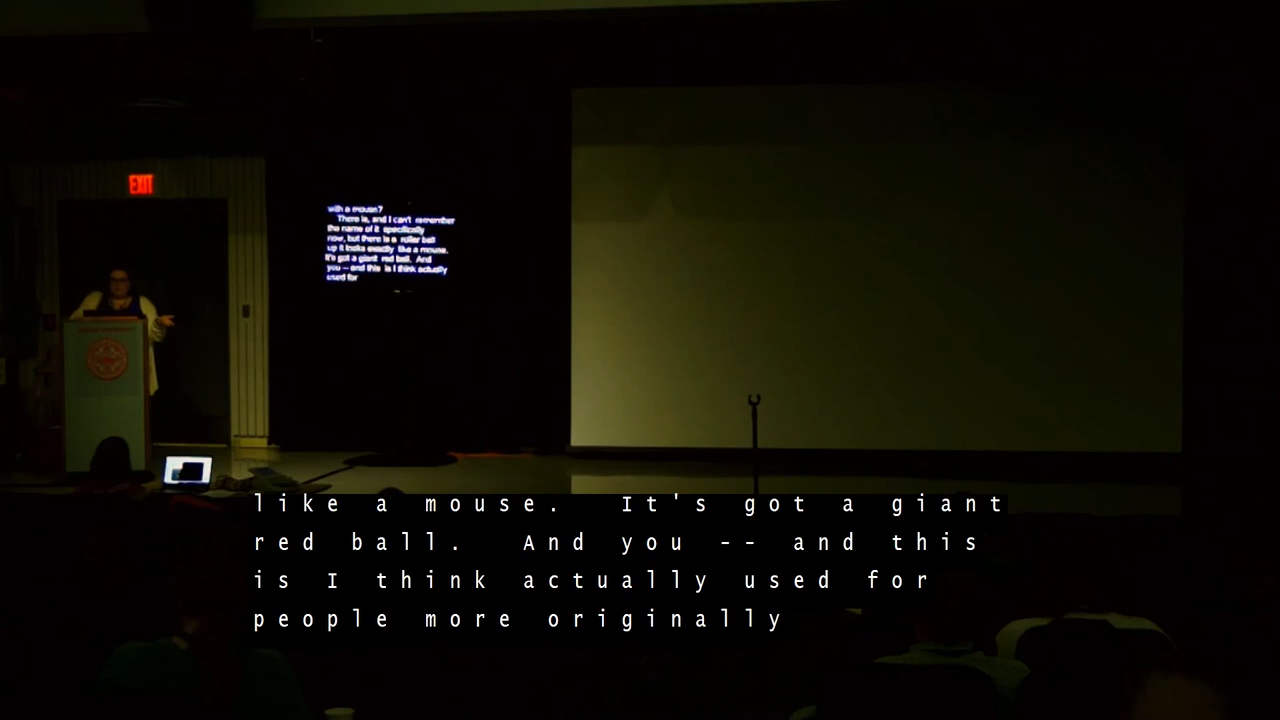 EXIT
with a mouse?
There is, and I can't remember
the name of it specifically
now, but there is a roller ball
up it looks exactly like a mouse.
It's got a giant red ball. And
you -- and this is I think actually
used for
like a mouse. It's got a giant
red ball. And you -- and this
is I think actually used for
people more originally